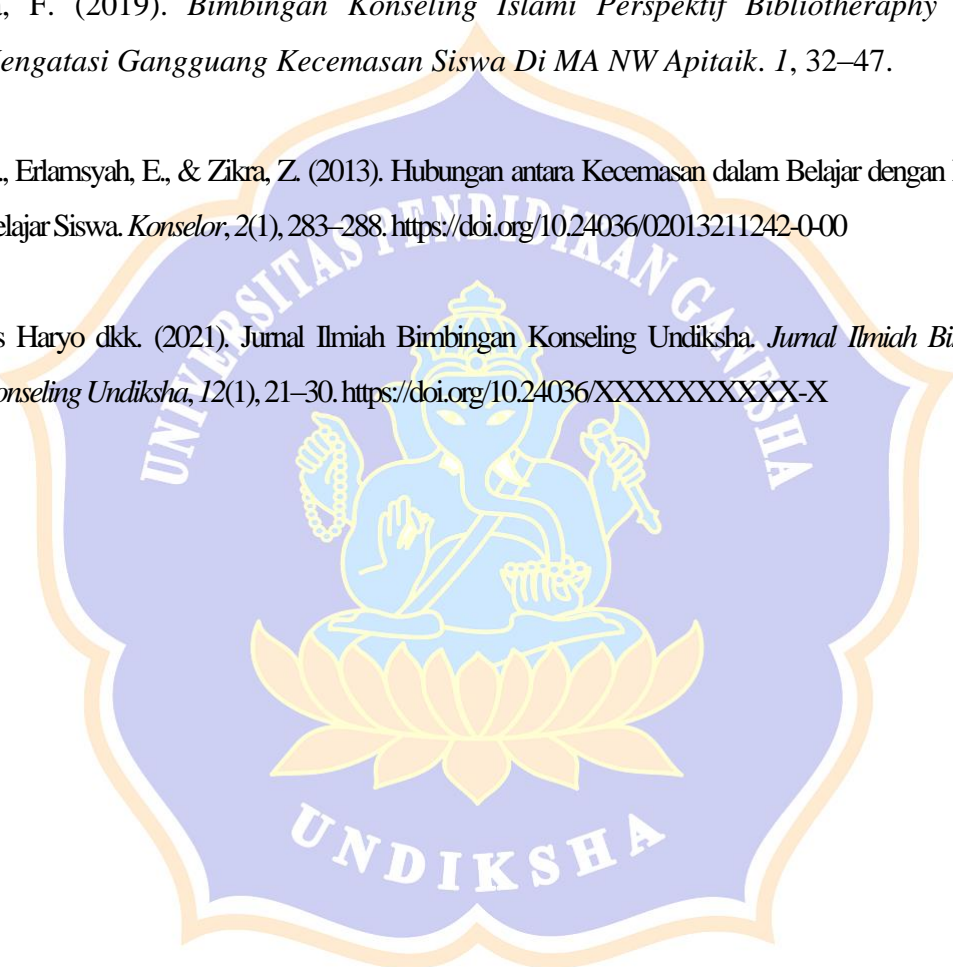 F. (2019). Bimbingan Konseling Islami Perspektif Bibliotheraphy
Mengatasi Gangguang Kecemasan Siswa Di MA NW Apitaik. 1, 32–47.
., Erlamsyah, E., & Zikra, Z. (2013). Hubungan antara Kecemasan dalam Belajar dengan
elajar Siswa. Konselor, 2(1), 283–288. https://doi.org/10.24036/02013211242-0-00
s Haryo dkk. (2021). Jurnal Ilmiah Bimbingan Konseling Undiksha. Jurnal Ilmiah Bi
onseling Undiksha, 12(1), 21–30. https://doi.org/10.24036/XXXXXXXXXX-X
UNIVERSITAS PENDIDIKAN GANESHA
UNDIKSHA